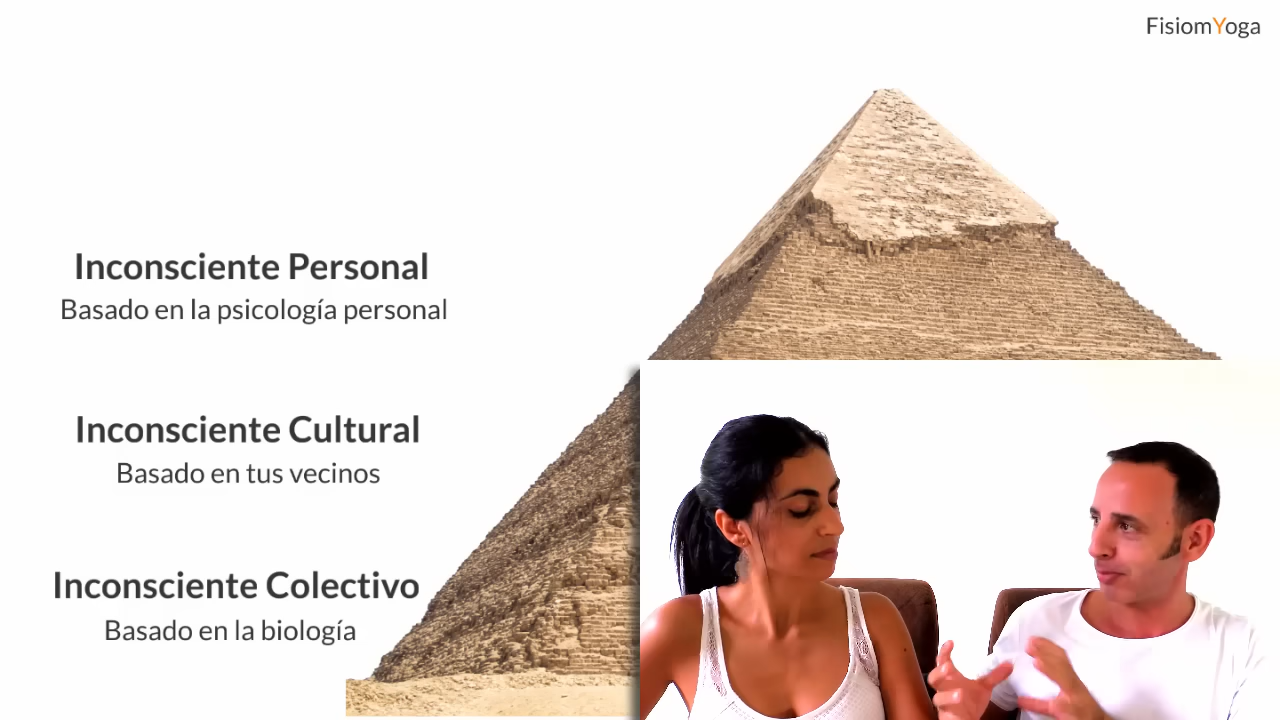 FisiomYoga
Inconsciente Personal
Basado en la psicología personal
Inconsciente Cultural
Basado en tus vecinos
Inconsciente Colectivo
Basado en la biología